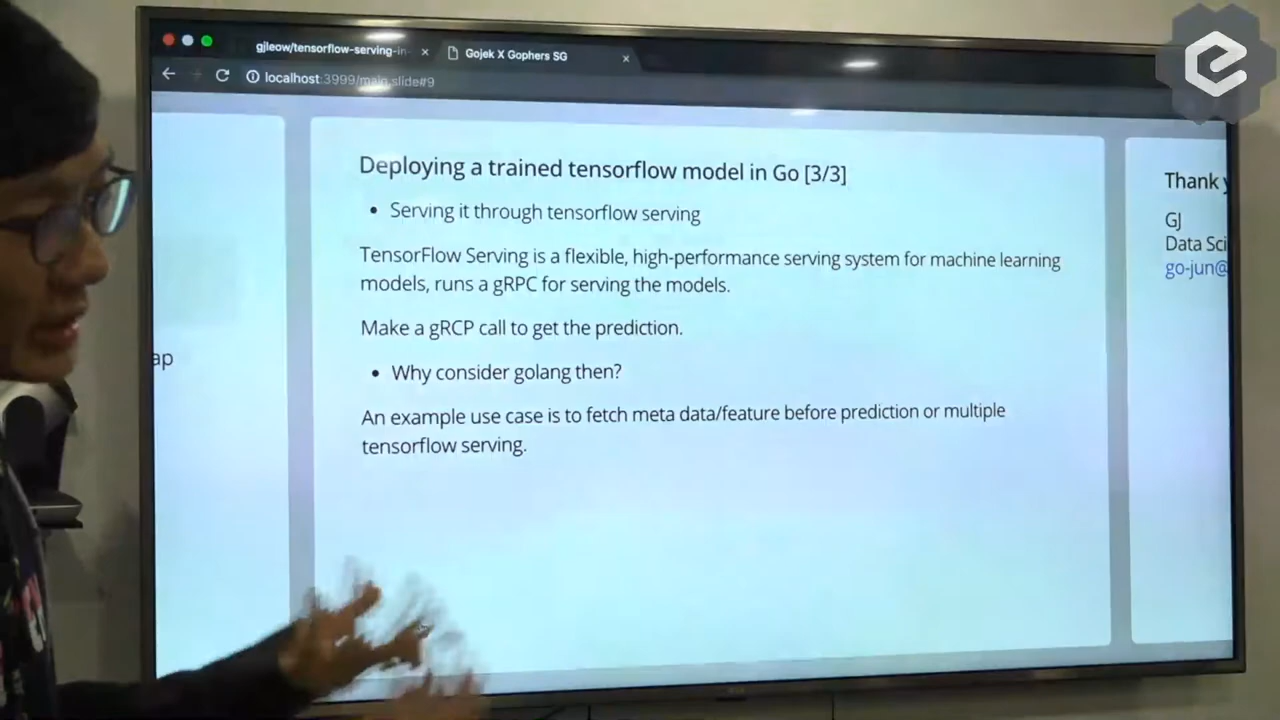 gjleow/tensorflow-serving-in- × Gojek X Gophers SG ×
localhost:3999/main.slide#9
Deploying a trained tensorflow model in Go [3/3]
• Serving it through tensorflow serving
TensorFlow Serving is a flexible, high-performance serving system for machine learning
models, runs a gRPC for serving the models.
Make a gRCP call to get the prediction.
• Why consider golang then?
An example use case is to fetch meta data/feature before prediction or multiple
tensorflow serving.
ap
Thank y
GJ
Data Sci
go-jun@